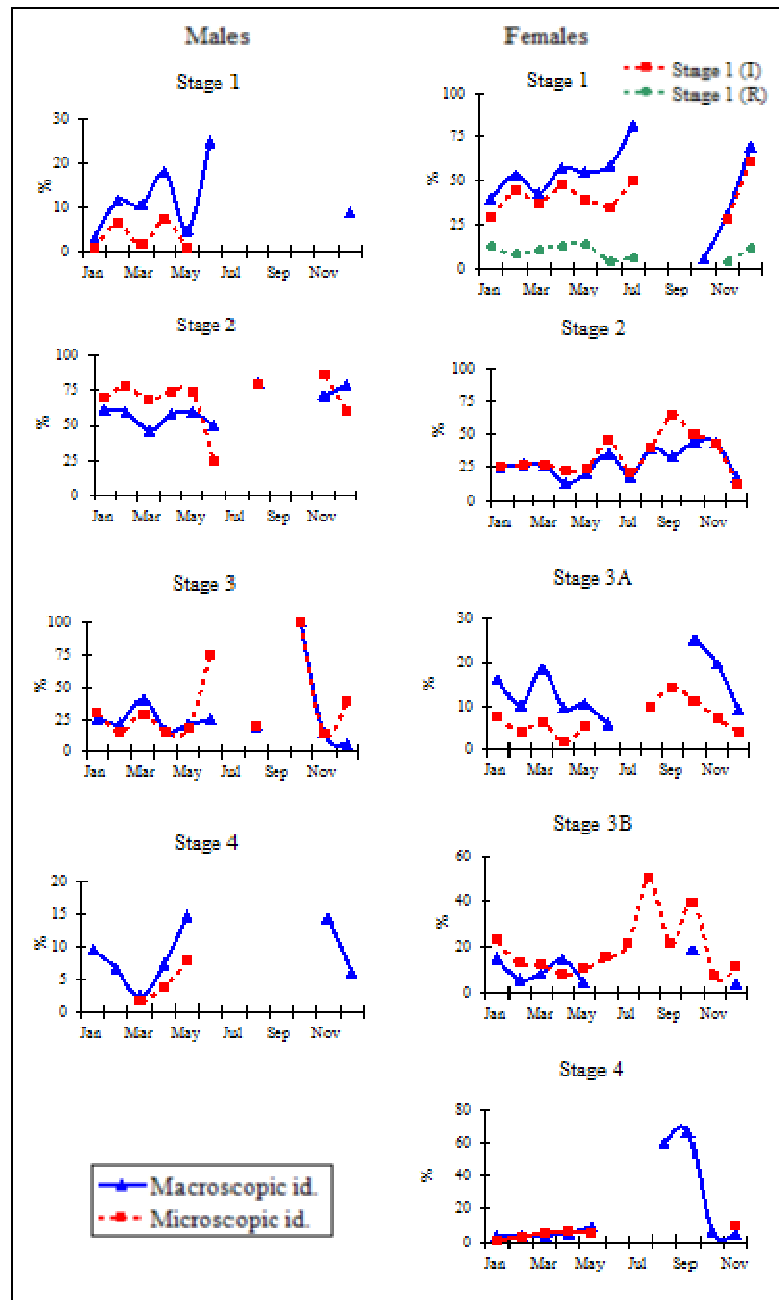 Males
Females
Stage 1 (I)
Stage 1 (R)
Stage 1
30
20
10
0
%
Jan Mar May Jul Sep Nov
Stage 1
100
75
50
25
0
%
Jan Mar May Jul Sep Nov
Stage 2
100
75
50
25
0
%
Jan Mar May Jul Sep Nov
Stage 2
100
75
50
25
0
%
Jan Mar May Jul Sep Nov
Stage 3
100
75
50
25
0
%
Jan Mar May Jul Sep Nov
Stage 3A
30
20
10
0
%
Jan Mar May Jul Sep Nov
Stage 4
20
15
10
5
0
%
Jan Mar May Jul Sep Nov
Stage 3B
60
40
20
0
%
Jan Mar May Jul Sep Nov
Stage 4
80
60
40
20
0
%
Jan Mar May Jul Sep Nov
Macroscopic id.
Microscopic id.